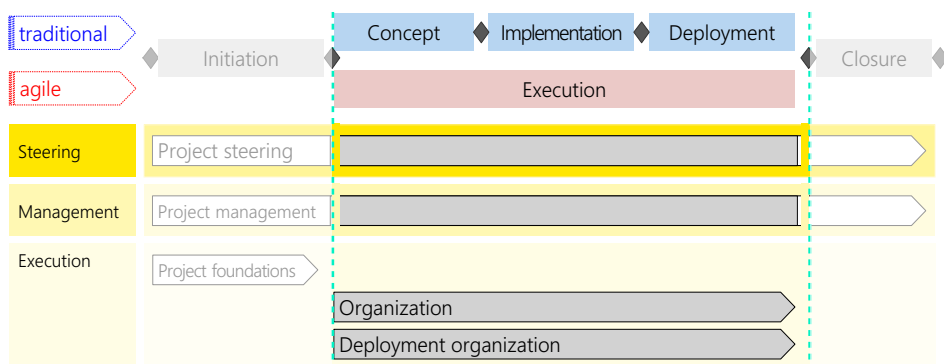 traditional
Concept
Implementation
Deployment
Initiation
Closure
agile
Execution
Steering
Project steering
Management
Project management
Execution
Project foundations
Organization
Deployment organization